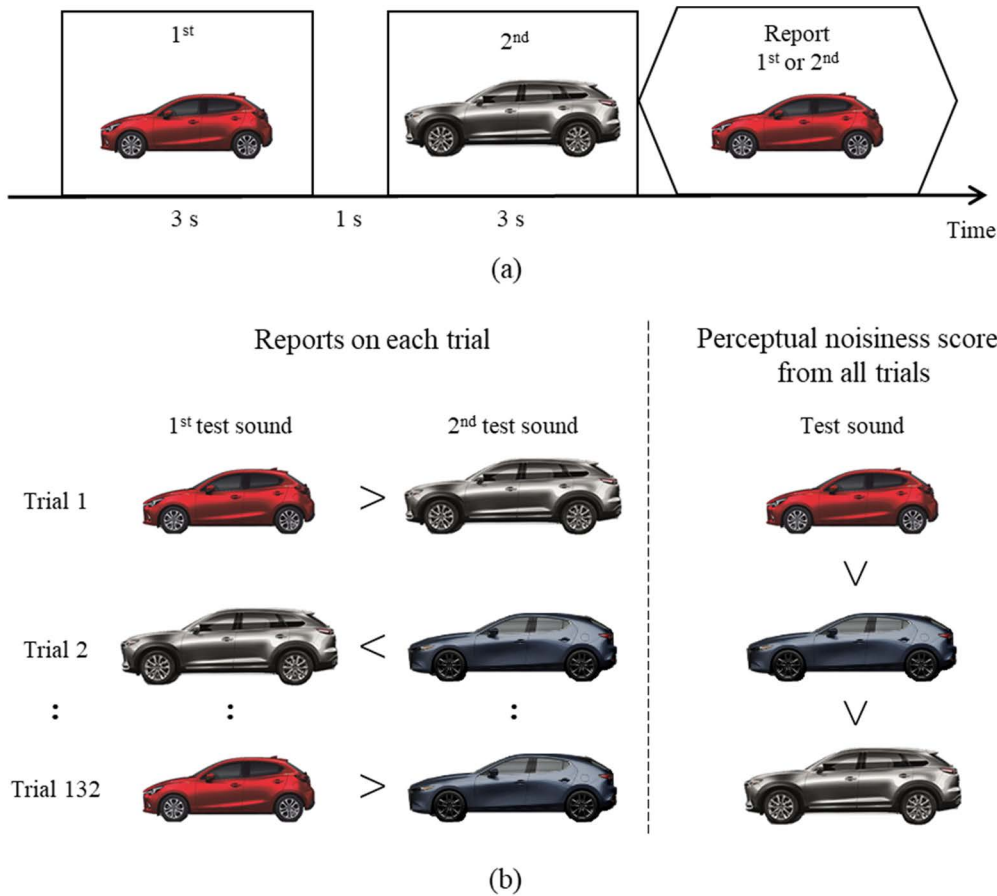 1st
2nd
Report
1st or 2nd
3 s
1 s
3 s
Time
(a)
Reports on each trial
Perceptual noisiness score
from all trials
1st test sound
2nd test sound
Test sound
Trial 1
>
>
Trial 2
<
:
:
:
>
Trial 132
>
(b)